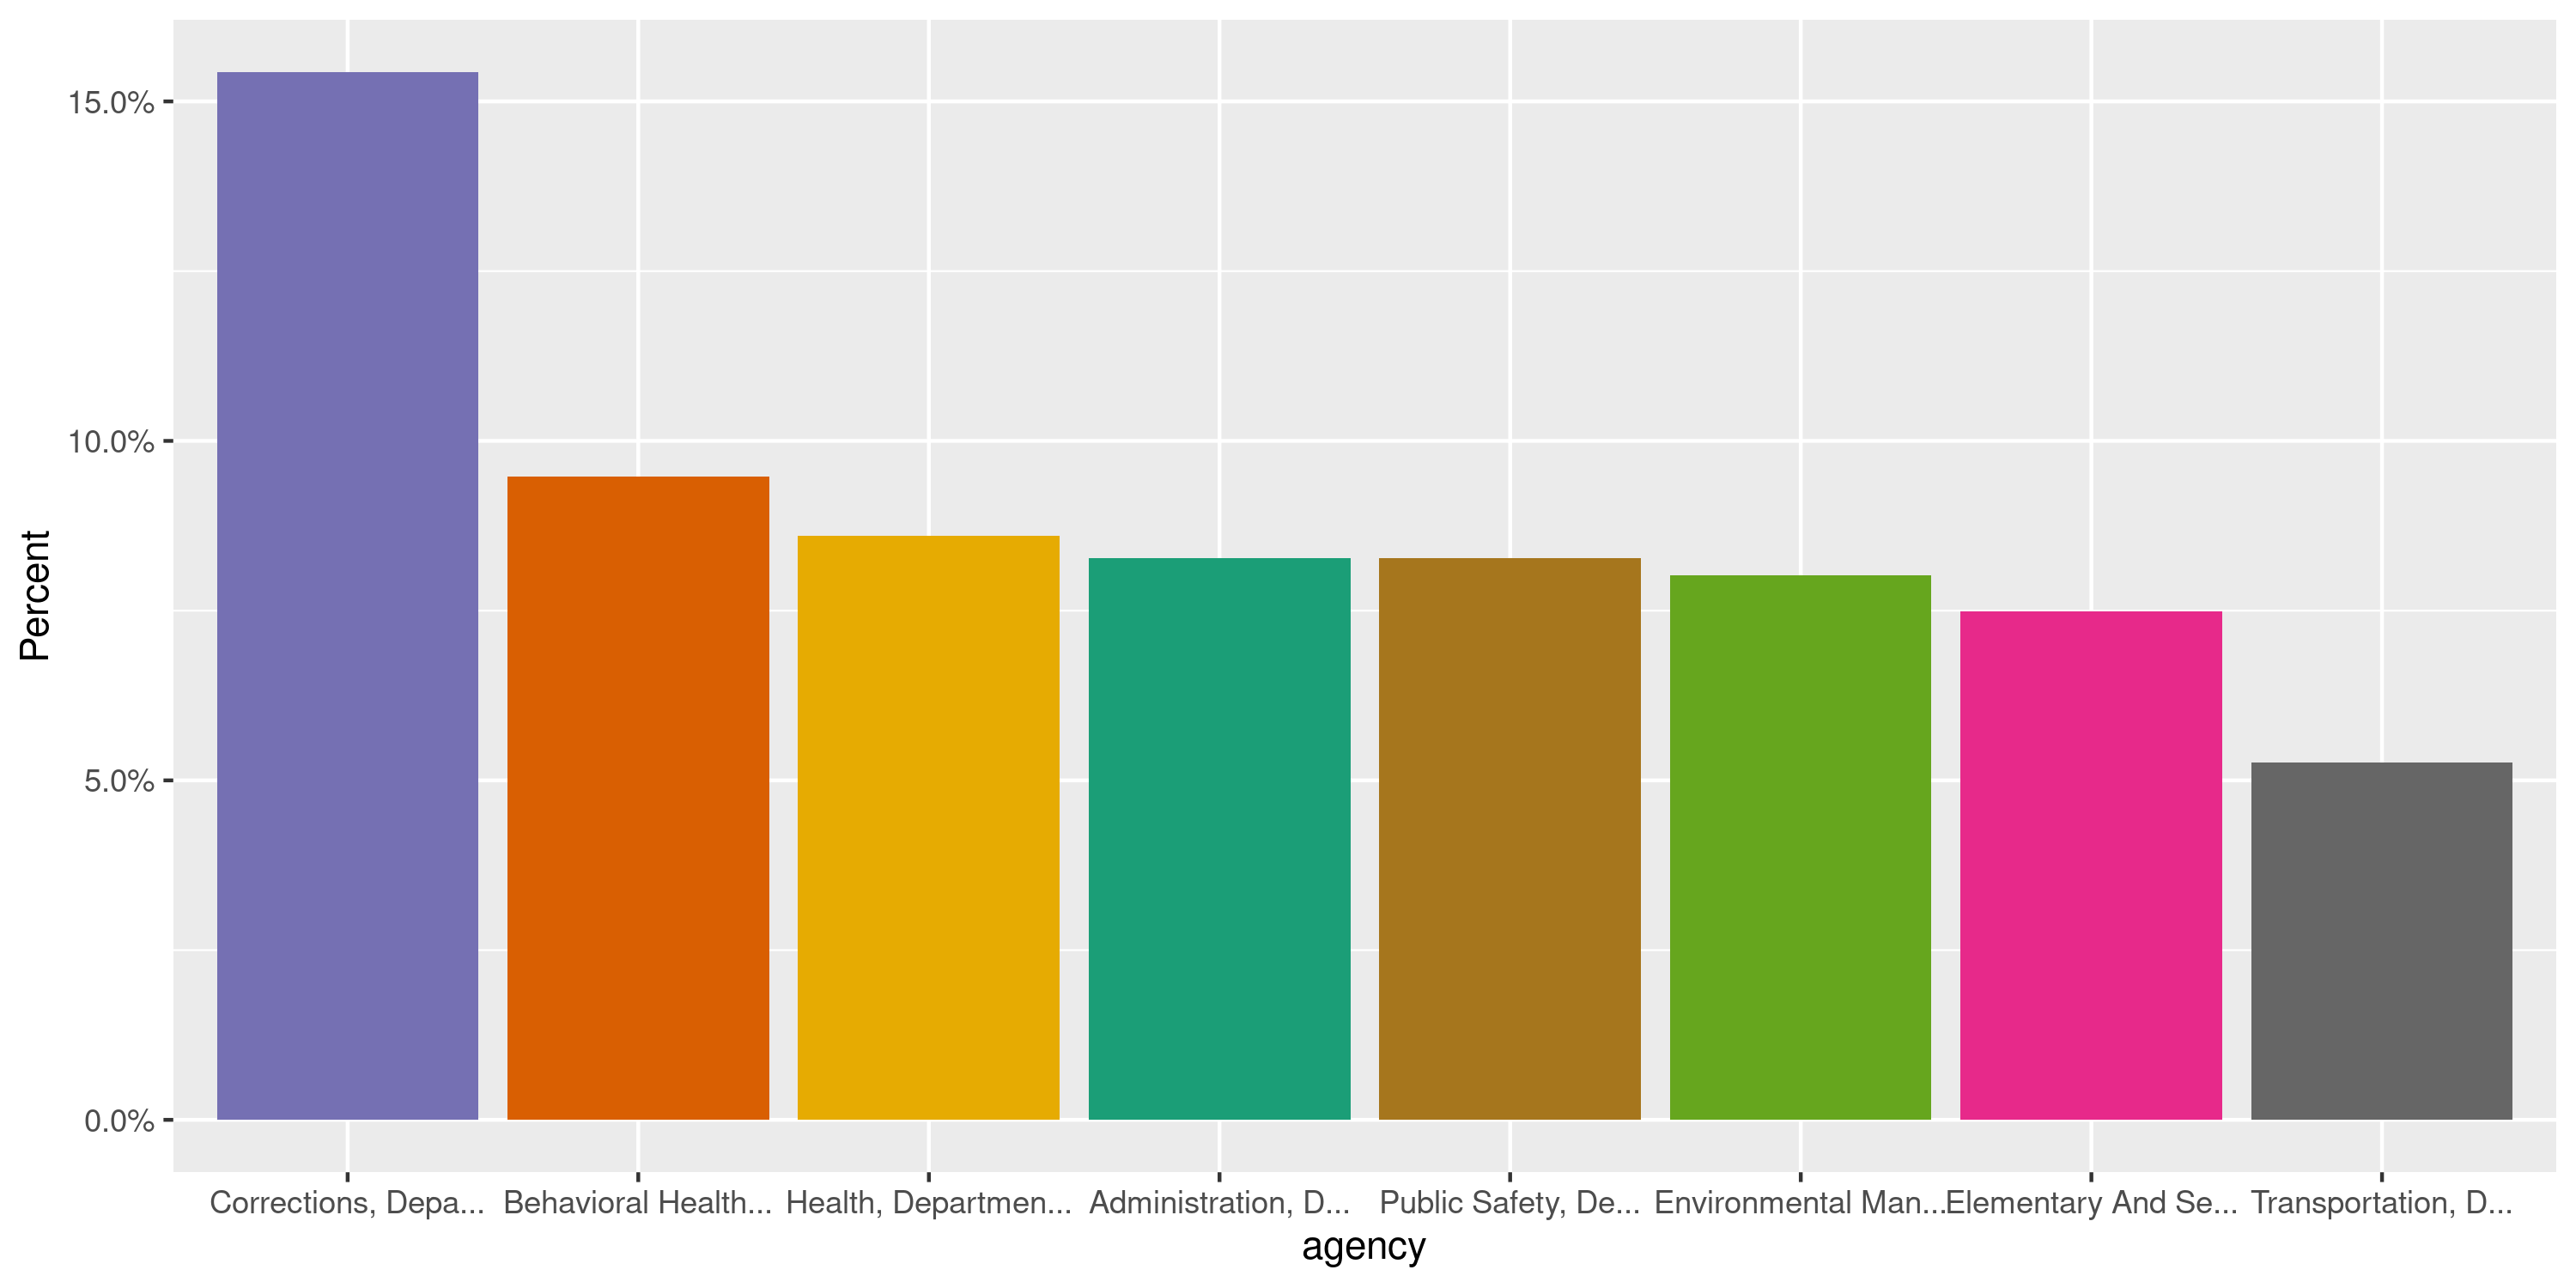 15.0%
10.0%
5.0%
0.0%
Percent
Corrections, Depa... Behavioral Health... Health, Departmen... Administration, D... Public Safety, De... Environmental Man... Elementary And Se... Transportation, D...
agency